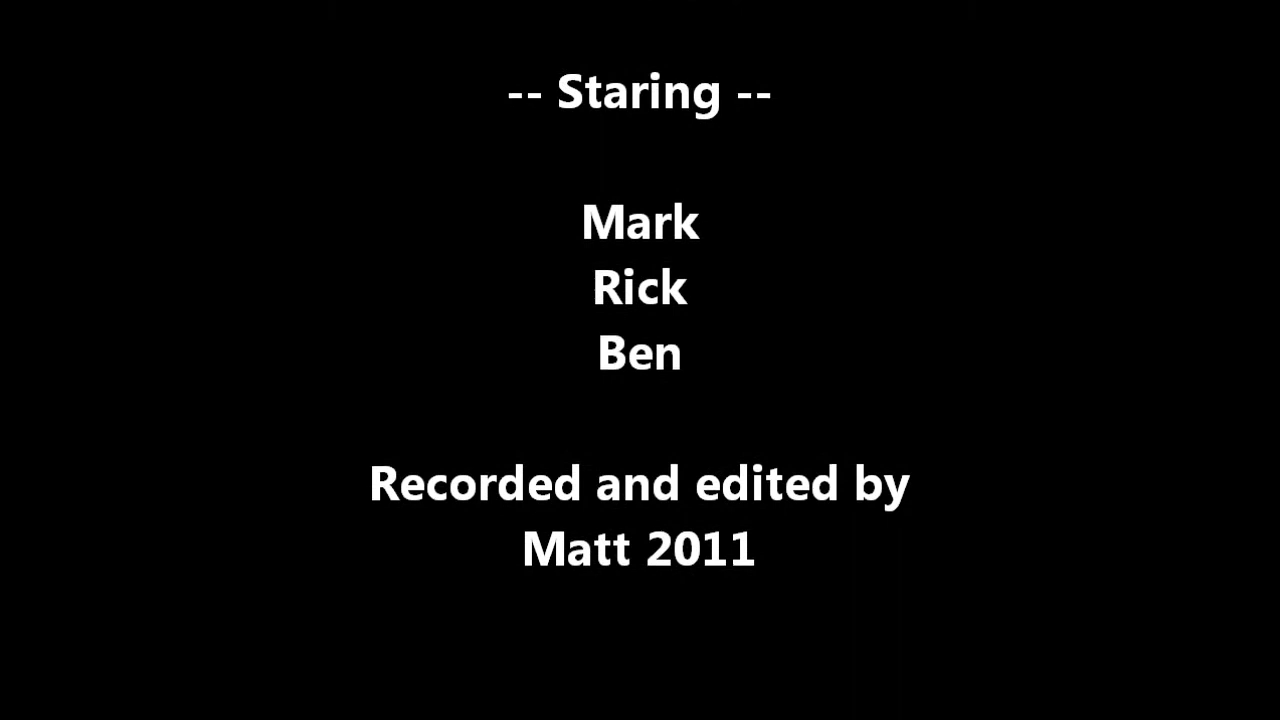 -- Staring --
Mark
Rick
Ben
Recorded and edited by
Matt 2011